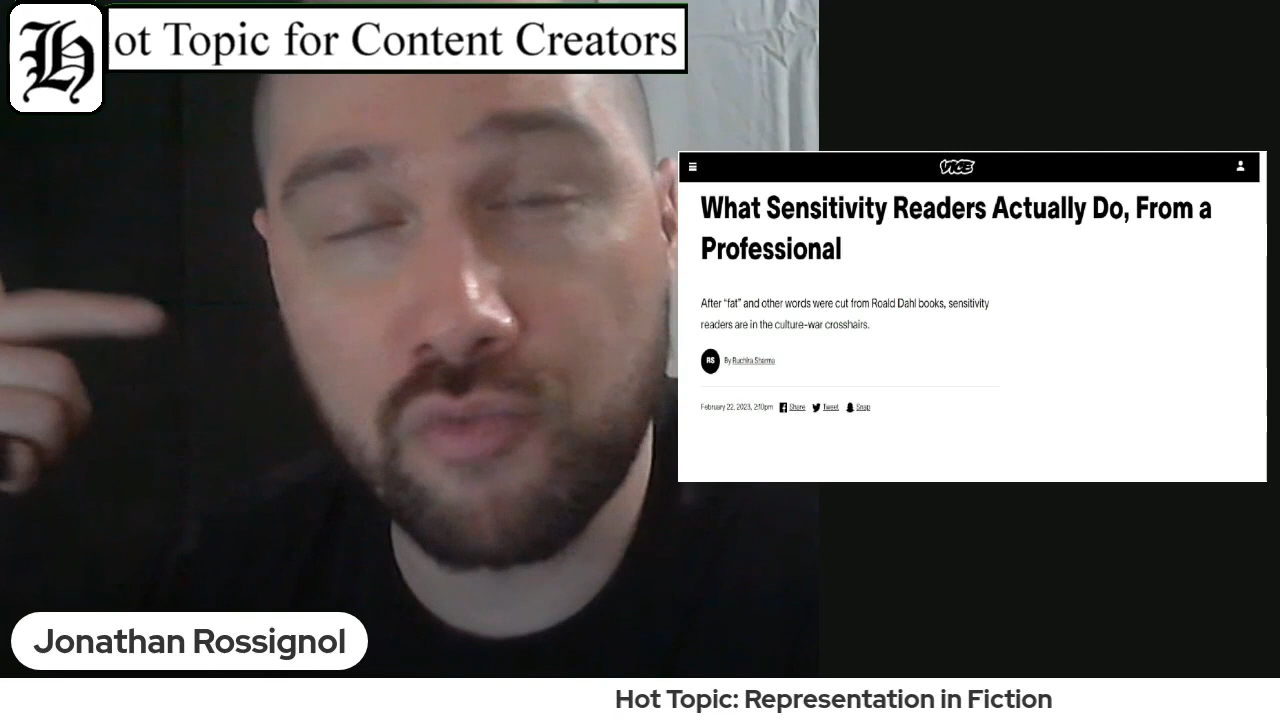 Hot Topic for Content Creators
VICE
What Sensitivity Readers Actually Do, From a
Professional
After “fat” and other words were cut from Roald Dahl books, sensitivity
readers are in the culture-war crosshairs.
RS By Ruchira Sharma
February 22, 2023, 2:10pm Share Tweet Snap
Jonathan Rossignol
Hot Topic: Representation in Fiction